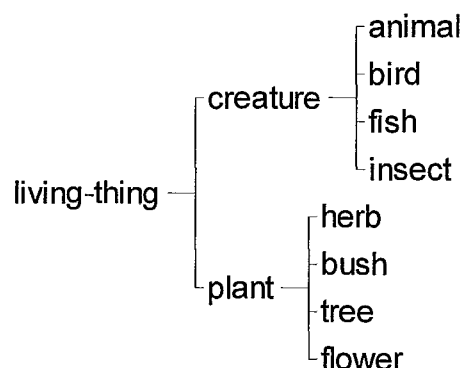 animal
bird
creature
fish
insect
living-thing
herb
bush
plant
tree
flower